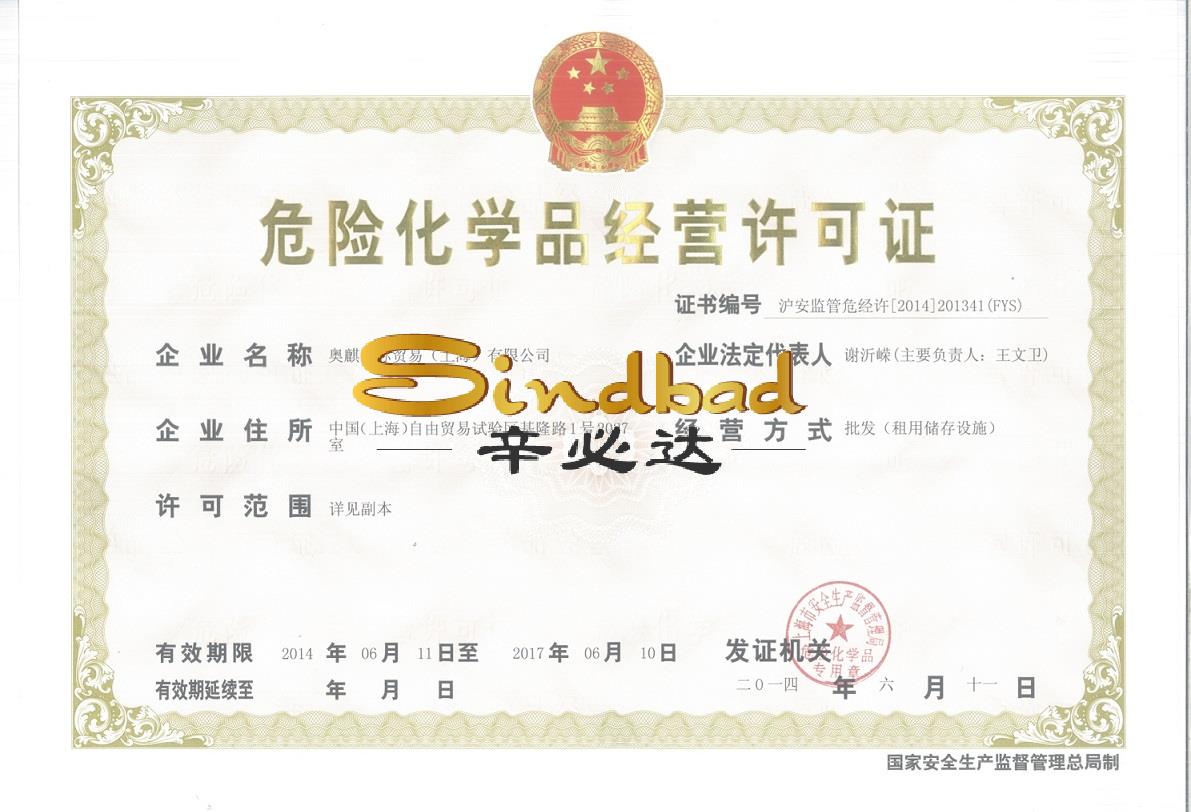 危险化学品经营许可证
证书编号 沪安监管危经许[2014]201341(FYS)
企业名称 奥麒 贸易（上海）有限公司
企业法定代表人 谢沂嵘(主要负责人：王文卫)
Sindbad
企业住所 中国(上海)自由贸易试验区基隆路1号2027
室
经营方式 批发（租用储存设施）
辛必达
许可范围 详见副本
上海市安全生产监督管理局
危险化学品
专用章
有效期限 2014 年 06 月 11 日至 2017 年 06 月 10 日
发证机关
有效期延续至 年 月 日
二0一四 年 六 月 十一 日
国家安全生产监督管理总局制